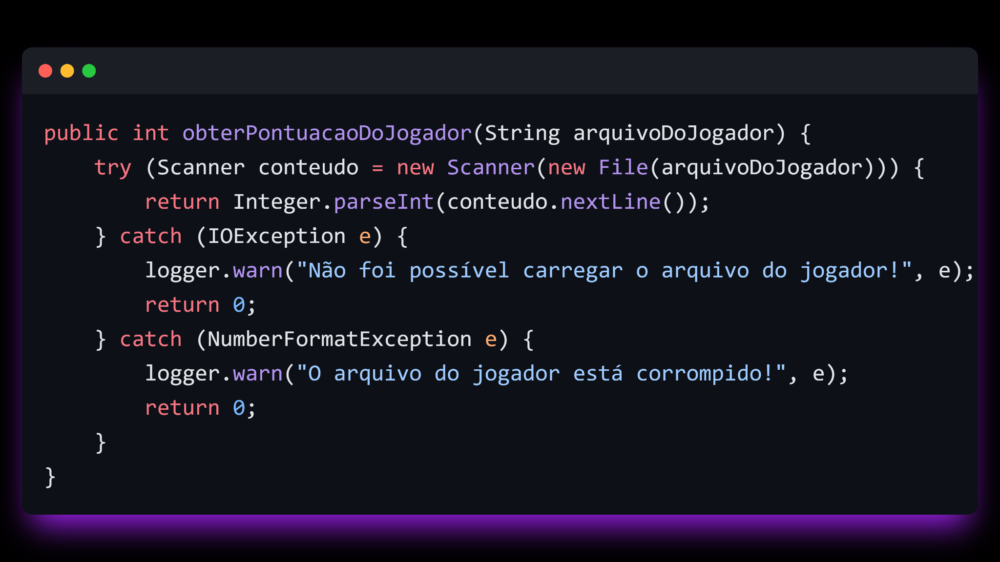 public int obterPontuacaoDoJogador(String arquivoDoJogador) {
    try (Scanner conteudo = new Scanner(new File(arquivoDoJogador))) {
        return Integer.parseInt(conteudo.nextLine());
    } catch (IOException e) {
        logger.warn("Não foi possível carregar o arquivo do jogador!", e);
        return 0;
    } catch (NumberFormatException e) {
        logger.warn("O arquivo do jogador está corrompido!", e);
        return 0;
    }
}